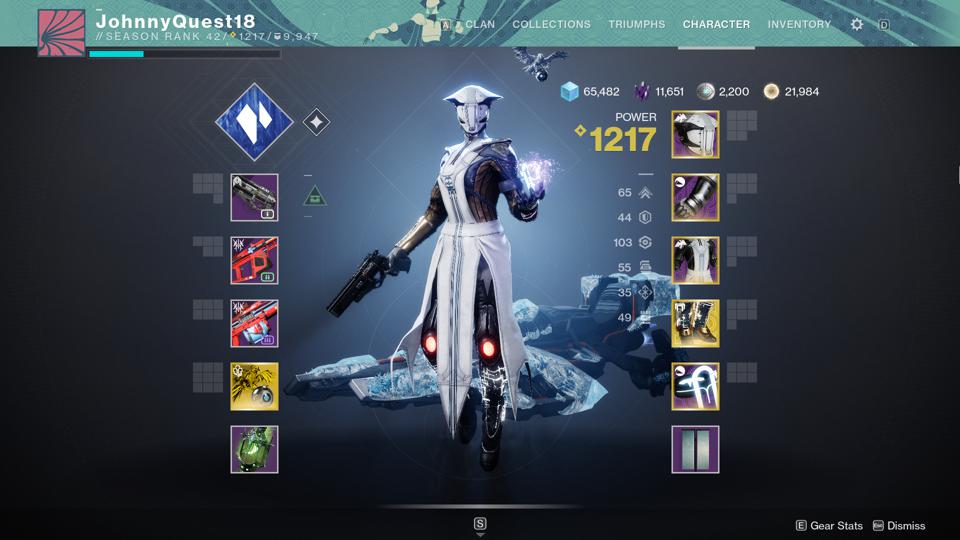 JohnnyQuest18
// SEASON RANK 42/1217/9,947
A CLAN COLLECTIONS TRIUMPHS CHARACTER INVENTORY D
65,482 11,651 2,200 21,984
POWER
1217
65
44
103
55
35
49
S
E Gear Stats Esc Dismiss